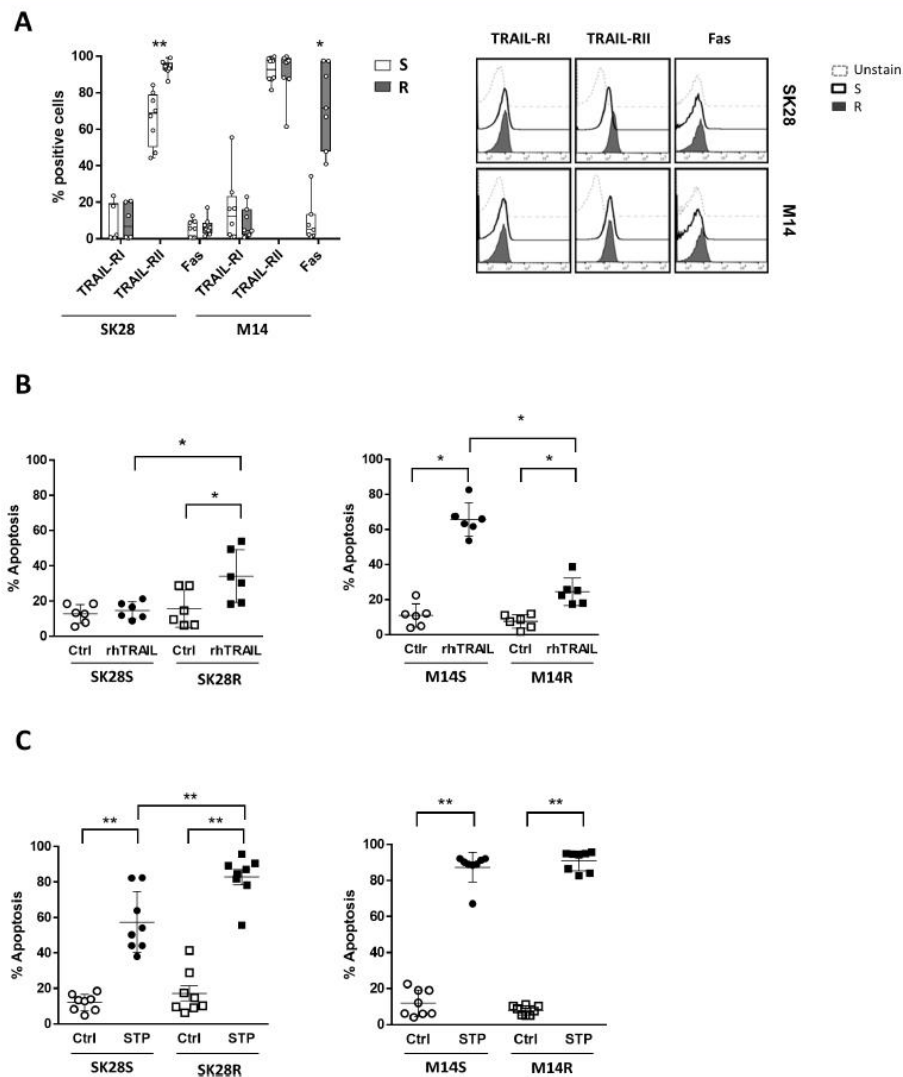 A
% positive cells
100
80
60
40
20
0
**
*
S
R
TRAIL-RI
TRAIL-RII
Fas
TRAIL-RI
TRAIL-RII
Fas
SK28
M14
TRAIL-RI TRAIL-RII Fas
SK28
M14
Unstain
S
R
B
% Apoptosis
100
80
60
40
20
0
*
*
Ctrl rhTRAIL Ctrl rhTRAIL
SK28S SK28R
% Apoptosis
100
80
60
40
20
0
*
*
*
Ctlr rhTRAIL Ctrl rhTRAIL
M14S M14R
C
% Apoptosis
100
80
60
40
20
0
**
**
**
Ctrl STP Ctrl STP
SK28S SK28R
% Apoptosis
100
80
60
40
20
0
**
**
Ctrl STP Ctrl STP
M14S M14R